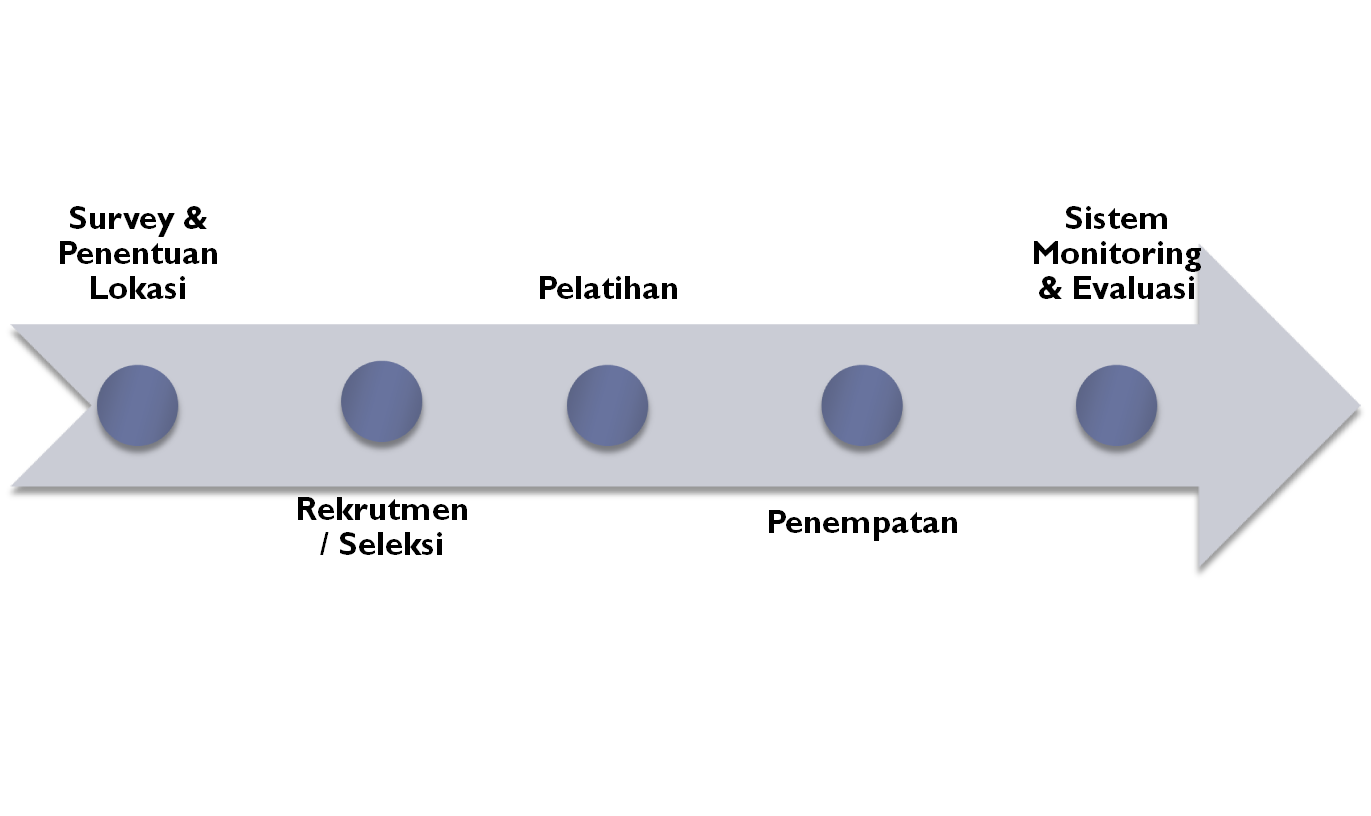 Survey &
Penentuan
Lokasi
Rekrutmen
/ Seleksi
Pelatihan
Penempatan
Sistem
Monitoring
& Evaluasi